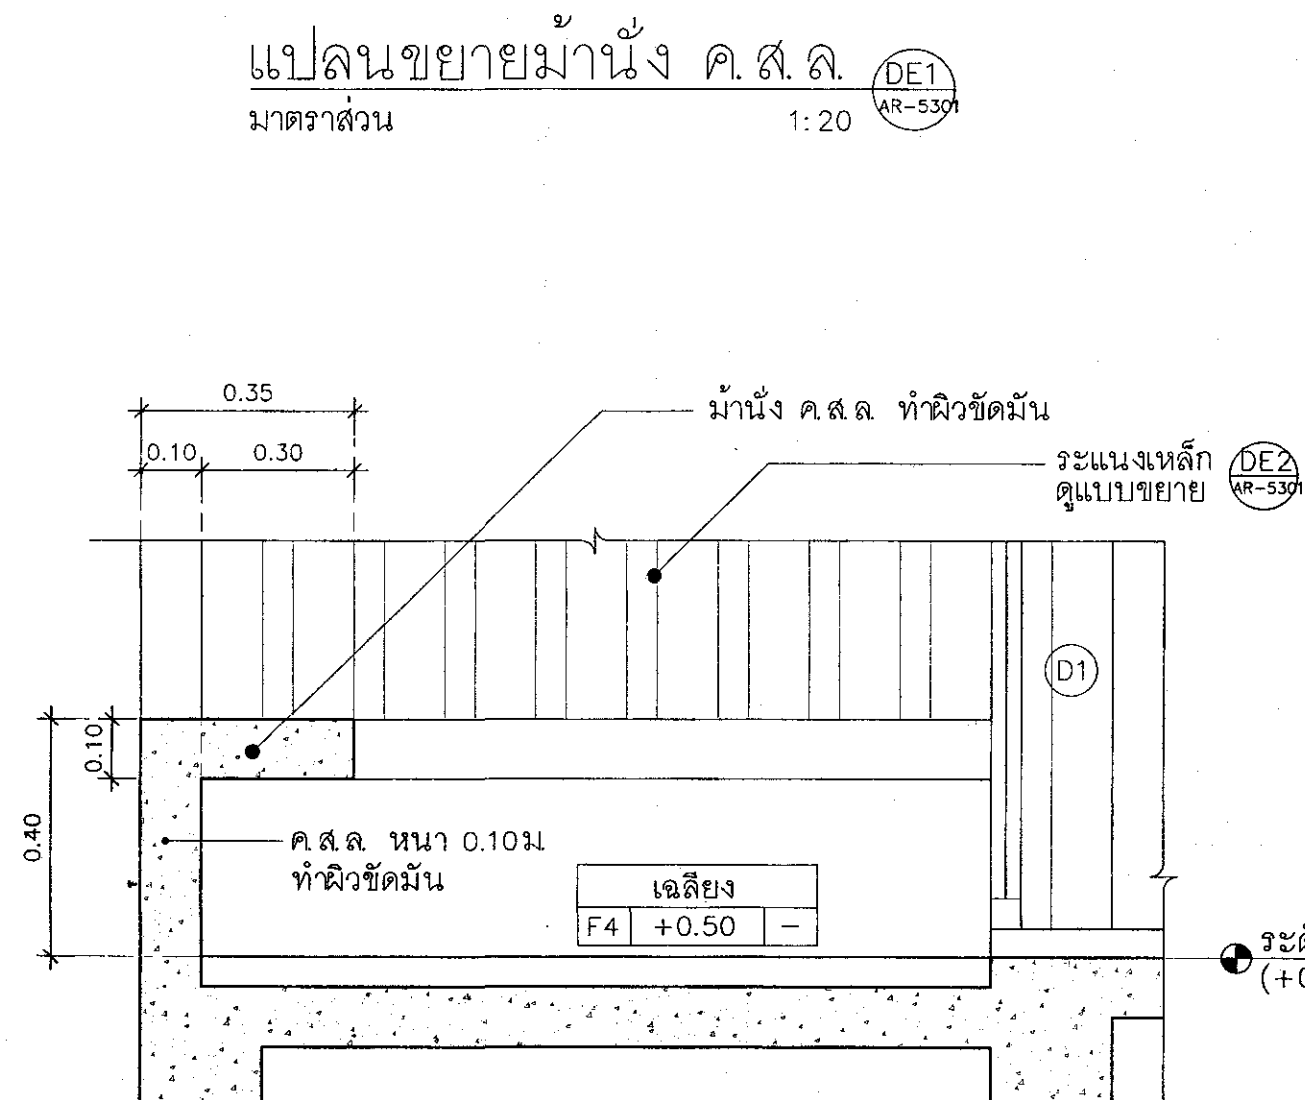 แปลนขยายม้านั่ง ค.ส.ล.
DE1
AR-5301
มาตราส่วน 1:20
0.35
0.10 0.30
ม้านั่ง ค.ส.ล. ทำผิวขัดมัน
ระแนงเหล็ก
ดูแบบขยาย
DE2
AR-5301
D1
0.10
0.40
ค.ส.ล. หนา 0.10ม.
ทำผิวขัดมัน
เฉลียง
F4 +0.50 -